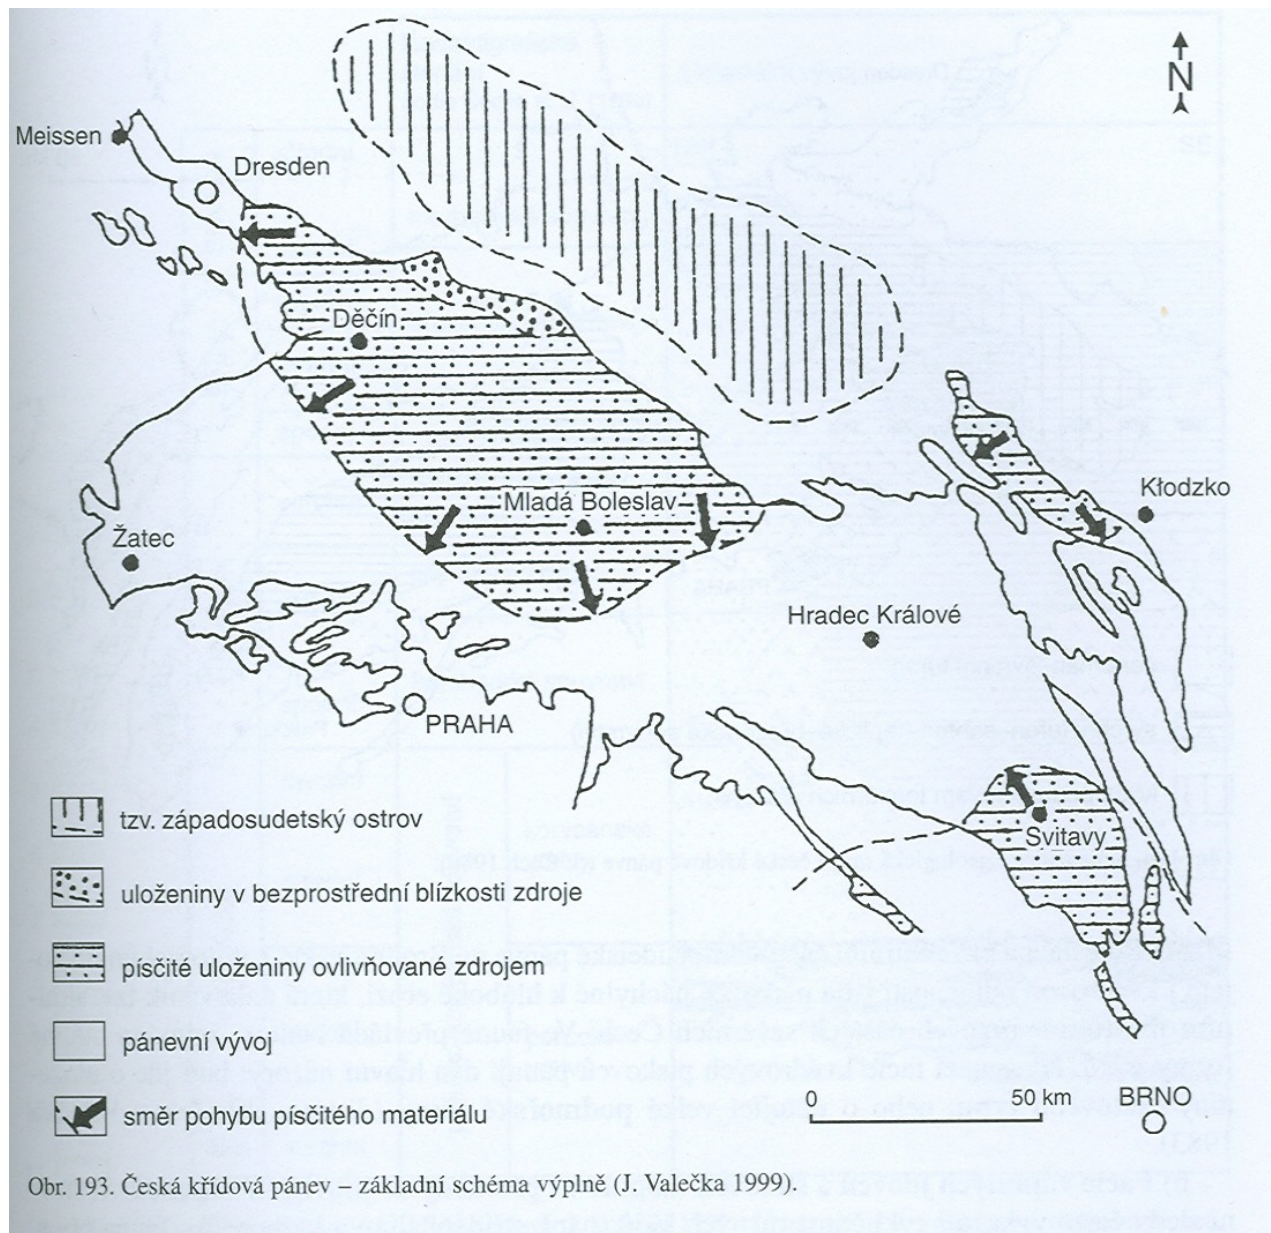 N
Meissen
Dresden
Děčín
Kłodzko
Mladá Boleslav
Žatec
Hradec Králové
PRAHA
Svitavy
tzv. západosudetský ostrov
uloženiny v bezprostřední blízkosti zdroje
písčité uloženiny ovlivňované zdrojem
pánevní vývoj
směr pohybu písčitého materiálu
0 50 km
BRNO
Obr. 193. Česká křídová pánev – základní schéma výplně (J. Valečka 1999).